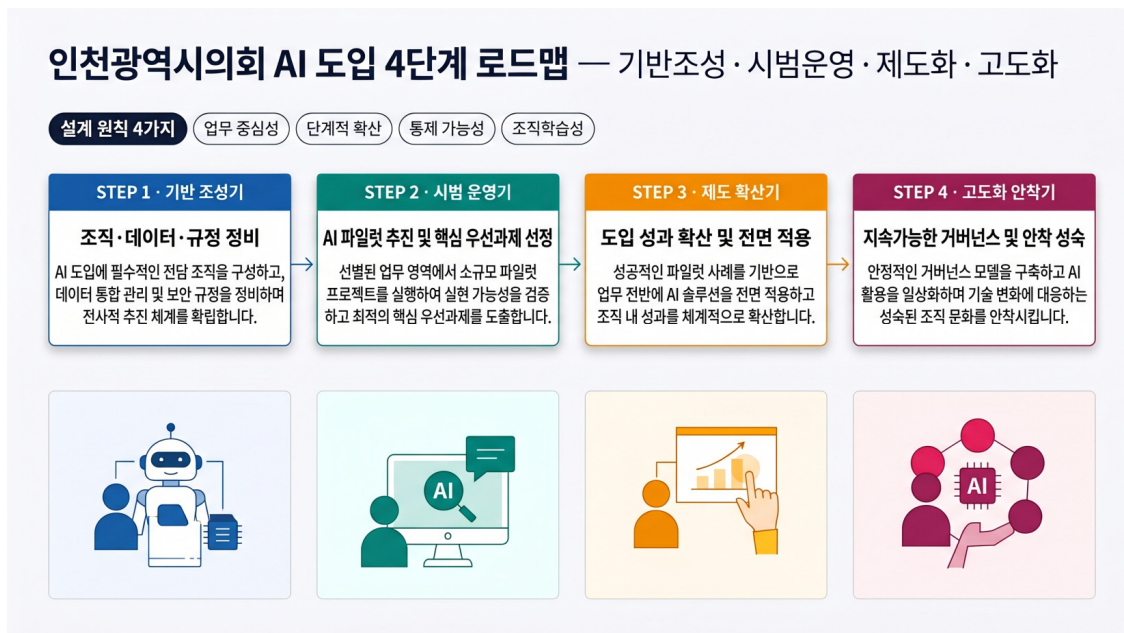 인천광역시의회 AI 도입 4단계 로드맵 — 기반조성 · 시범운영 · 제도화 · 고도화
설계 원칙 4가지
업무 중심성
단계적 확산
통제 가능성
조직학습성
STEP 1 · 기반 조성기
조직·데이터·규정 정비
AI 도입에 필수적인 전담 조직을 구성하고,
데이터 통합 관리 및 보안 규정을 정비하며
전사적 추진 체계를 확립합니다.
STEP 2 · 시범 운영기
AI 파일럿 추진 및 핵심 우선과제 선정
선별된 업무 영역에서 소규모 파일럿
프로젝트를 실행하여 실현 가능성을 검증
하고 최적의 핵심 우선과제를 도출합니다.
STEP 3 · 제도 확산기
도입 성과 확산 및 전면 적용
성공적인 파일럿 사례를 기반으로
업무 전반에 AI 솔루션을 전면 적용하고
조직 내 성과를 체계적으로 확산합니다.
STEP 4 · 고도화 안착기
지속가능한 거버넌스 및 안착 성숙
안정적인 거버넌스 모델을 구축하고 AI
활용을 일상화하며 기술 변화에 대응하는
성숙된 조직 문화를 안착시킵니다.
AI
AI